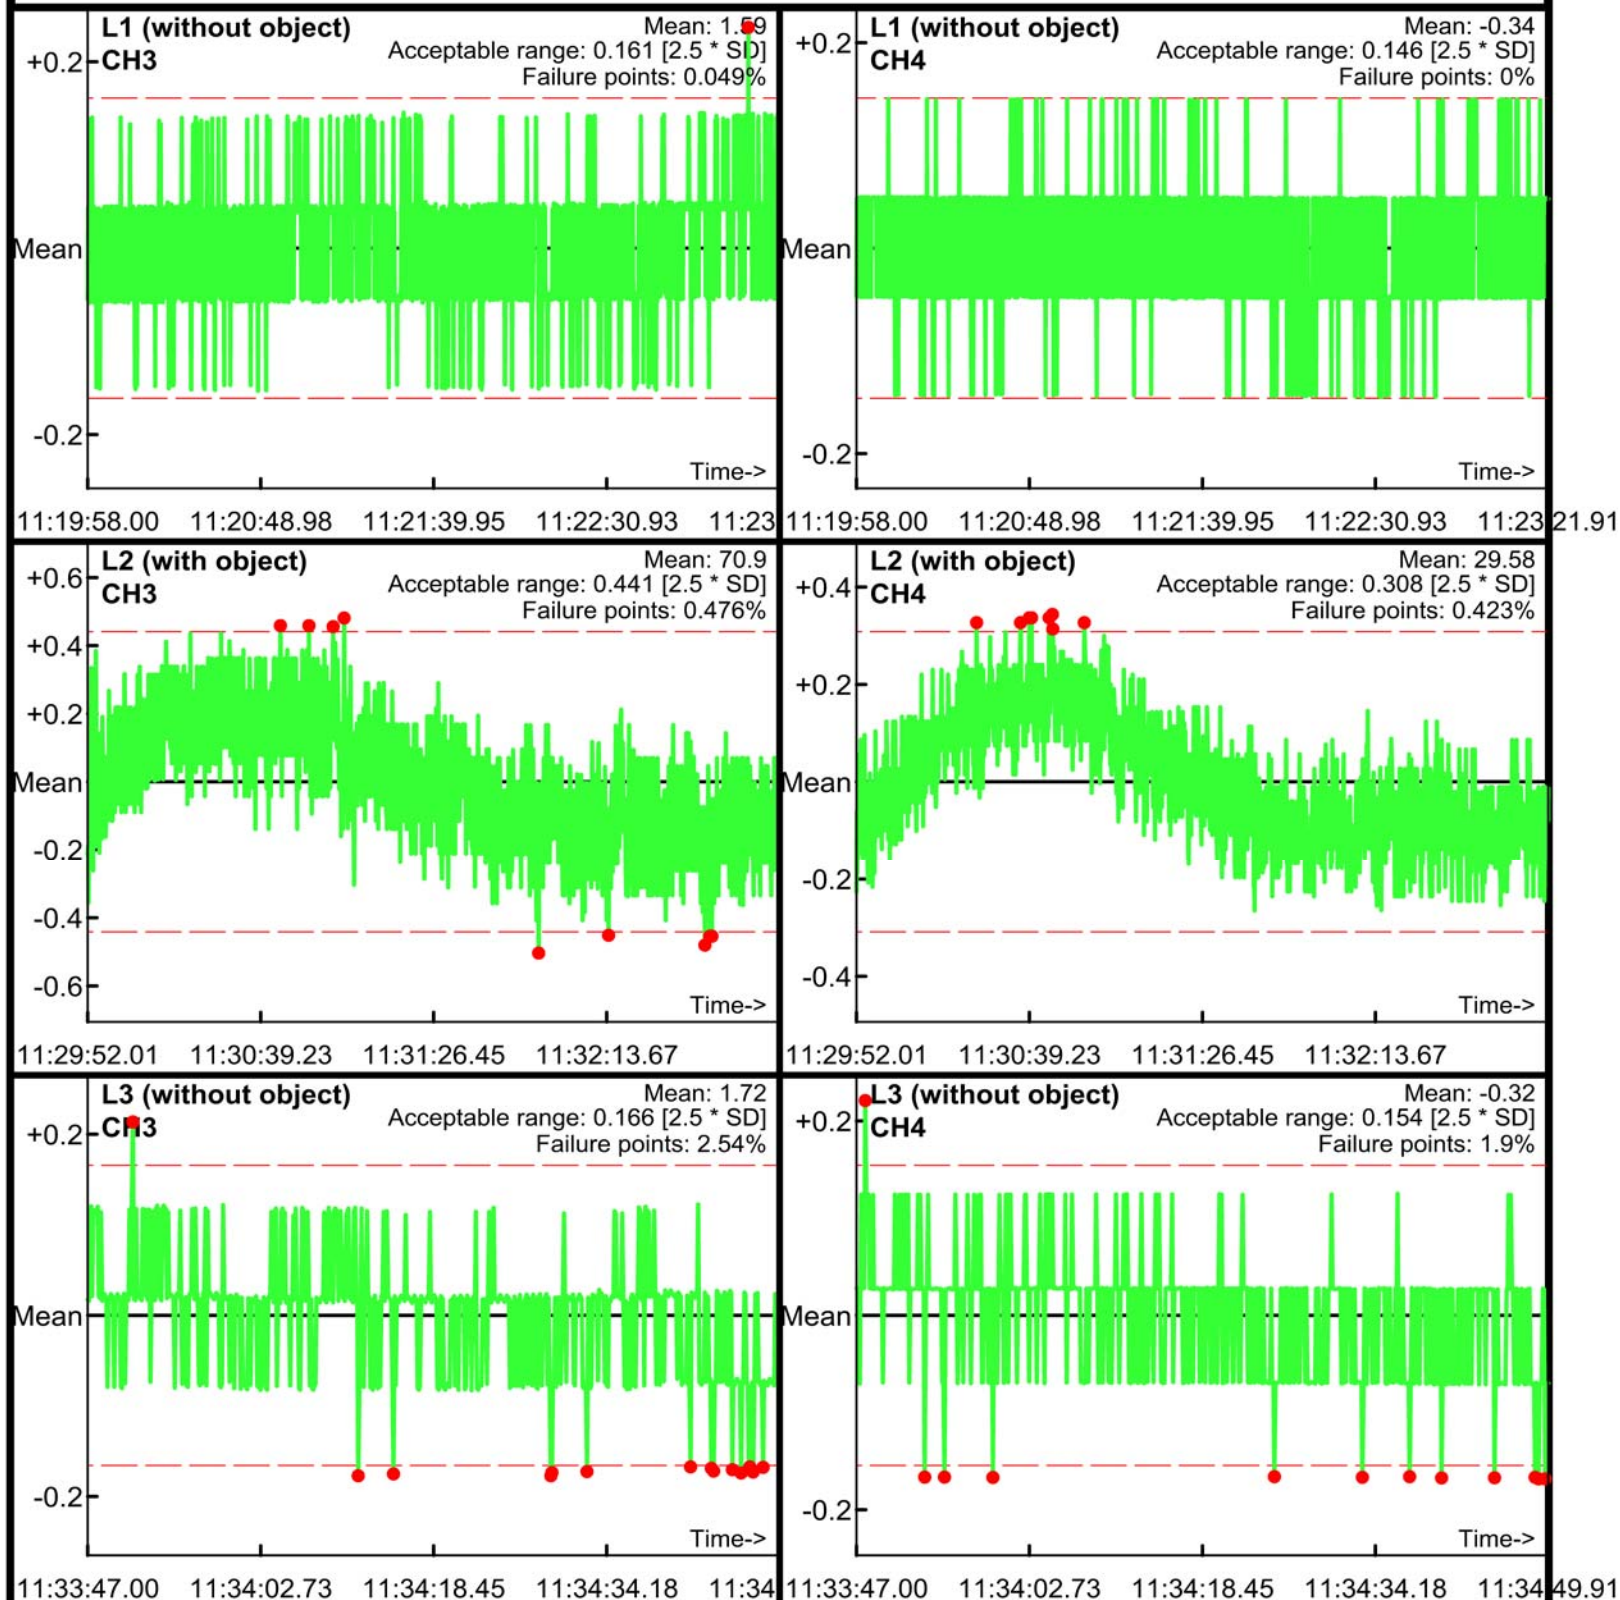 L1 (without object)
CH3
Mean: 1.59
Acceptable range: 0.161 [2.5 * SD]
Failure points: 0.049%
+0.2
Mean
-0.2
Time->
11:19:58.00 11:20:48.98 11:21:39.95 11:22:30.93 11:23
L1 (without object)
CH4
Mean: -0.34
Acceptable range: 0.146 [2.5 * SD]
Failure points: 0%
+0.2
Mean
-0.2
Time->
11:19:58.00 11:20:48.98 11:21:39.95 11:22:30.93 11:23:21.91
L2 (with object)
CH3
Mean: 70.9
Acceptable range: 0.441 [2.5 * SD]
Failure points: 0.476%
+0.6
+0.4
+0.2
Mean
-0.2
-0.4
-0.6
Time->
11:29:52.01 11:30:39.23 11:31:26.45 11:32:13.67
L2 (with object)
CH4
Mean: 29.58
Acceptable range: 0.308 [2.5 * SD]
Failure points: 0.423%
+0.4
+0.2
Mean
-0.2
-0.4
Time->
11:29:52.01 11:30:39.23 11:31:26.45 11:32:13.67
L3 (without object)
CH3
Mean: 1.72
Acceptable range: 0.166 [2.5 * SD]
Failure points: 2.54%
+0.2
Mean
-0.2
Time->
11:33:47.00 11:34:02.73 11:34:18.45 11:34:34.18 11:34
L3 (without object)
CH4
Mean: -0.32
Acceptable range: 0.154 [2.5 * SD]
Failure points: 1.9%
+0.2
Mean
-0.2
Time->
11:33:47.00 11:34:02.73 11:34:18.45 11:34:34.18 11:34:49.91